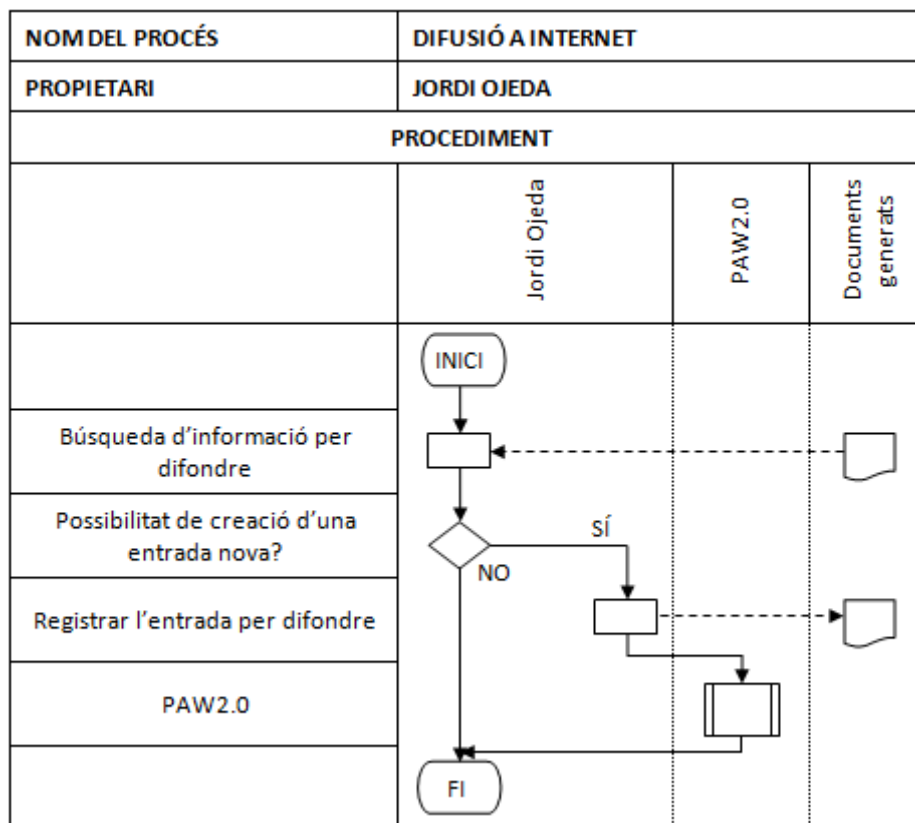 NOM DEL PROCÉS
DIFUSIÓ A INTERNET
PROPIETARI
JORDI OJEDA
PROCEDIMENT
Jordi Ojeda
PAW2.0
Documents
generats
INICI
Búsqueda d’informació per
difondre
Possibilitat de creació d’una
entrada nova?
SÍ
NO
Registrar l’entrada per difondre
PAW2.0
FI